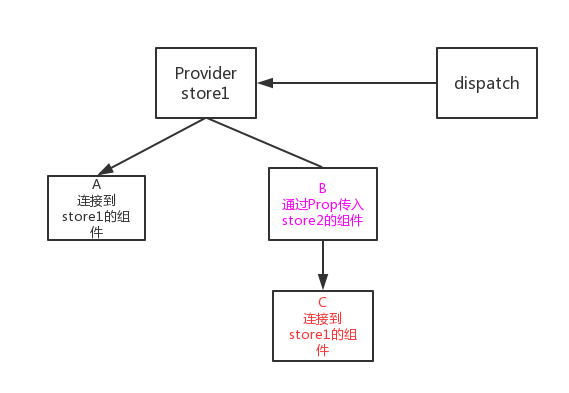 Provider
store1
dispatch
A
连接到
store1的组
件
B
通过Prop传入
store2的组件
C
连接到
store1的组
件